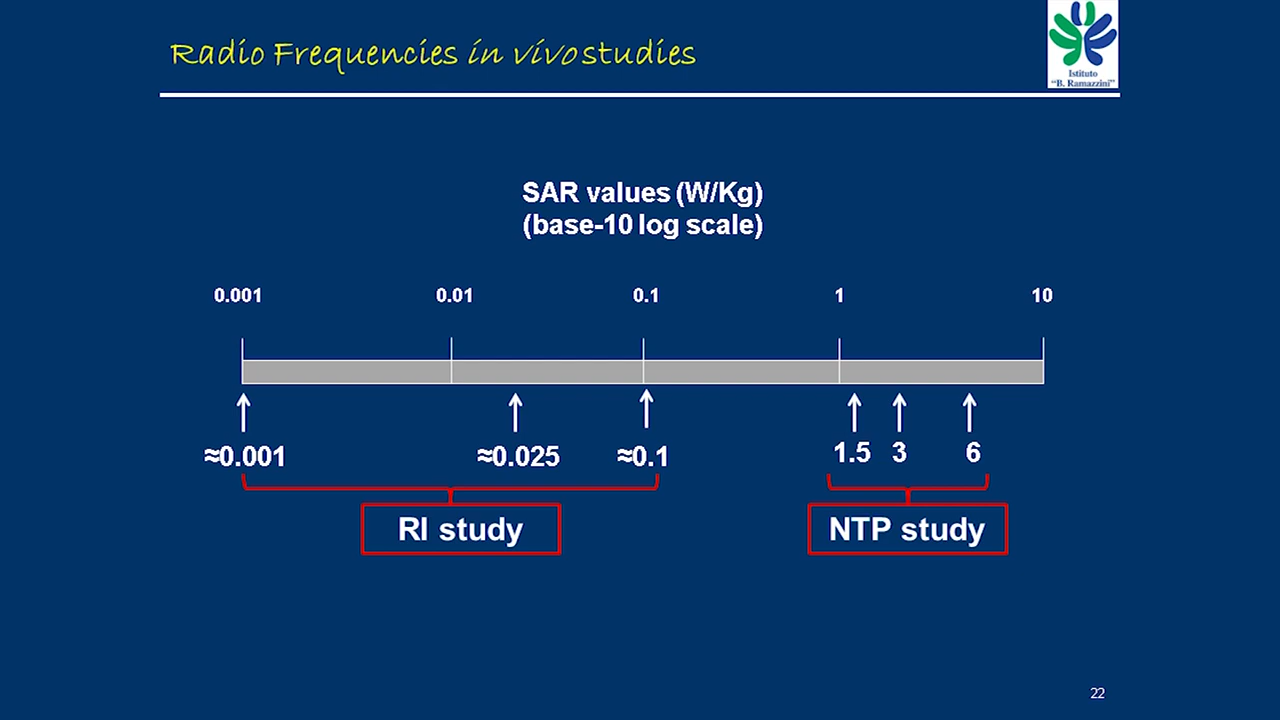 Radio Frequencies in vivo studies
Istituto
"B. Ramazzini"
SAR values (W/Kg)
(base-10 log scale)
0.001 0.01 0.1 1 10
≈0.001 ≈0.025 ≈0.1 1.5 3 6
RI study NTP study
22